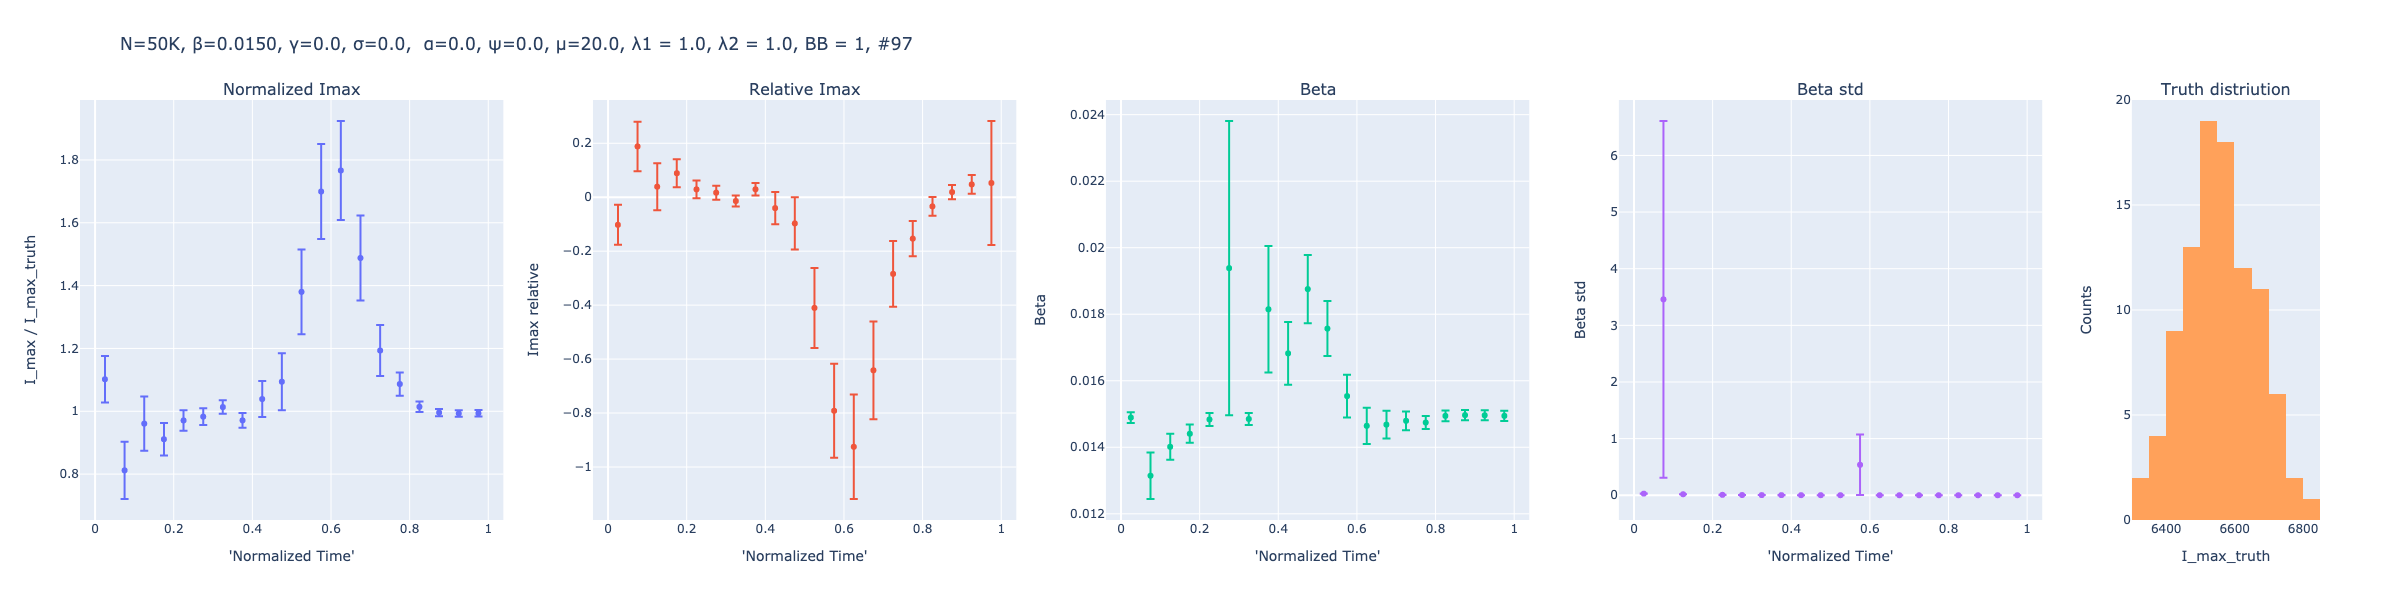 N=50K, β=0.0150, γ=0.0, σ=0.0,  α=0.0, ψ=0.0, μ=20.0, λ1 = 1.0, λ2 = 1.0, BB = 1, #97
Normalized Imax
I_max / I_max_truth
1.8
1.6
1.4
1.2
1
0.8
0 0.2 0.4 0.6 0.8 1
'Normalized Time'
Relative Imax
Imax relative
0.2
0
−0.2
−0.4
−0.6
−0.8
−1
0 0.2 0.4 0.6 0.8 1
'Normalized Time'
Beta
Beta
0.024
0.022
0.02
0.018
0.016
0.014
0.012
0 0.2 0.4 0.6 0.8 1
'Normalized Time'
Beta std
Beta std
6
5
4
3
2
1
0
0 0.2 0.4 0.6 0.8 1
'Normalized Time'
Truth distriution
Counts
20
15
10
5
0
6400 6600 6800
I_max_truth